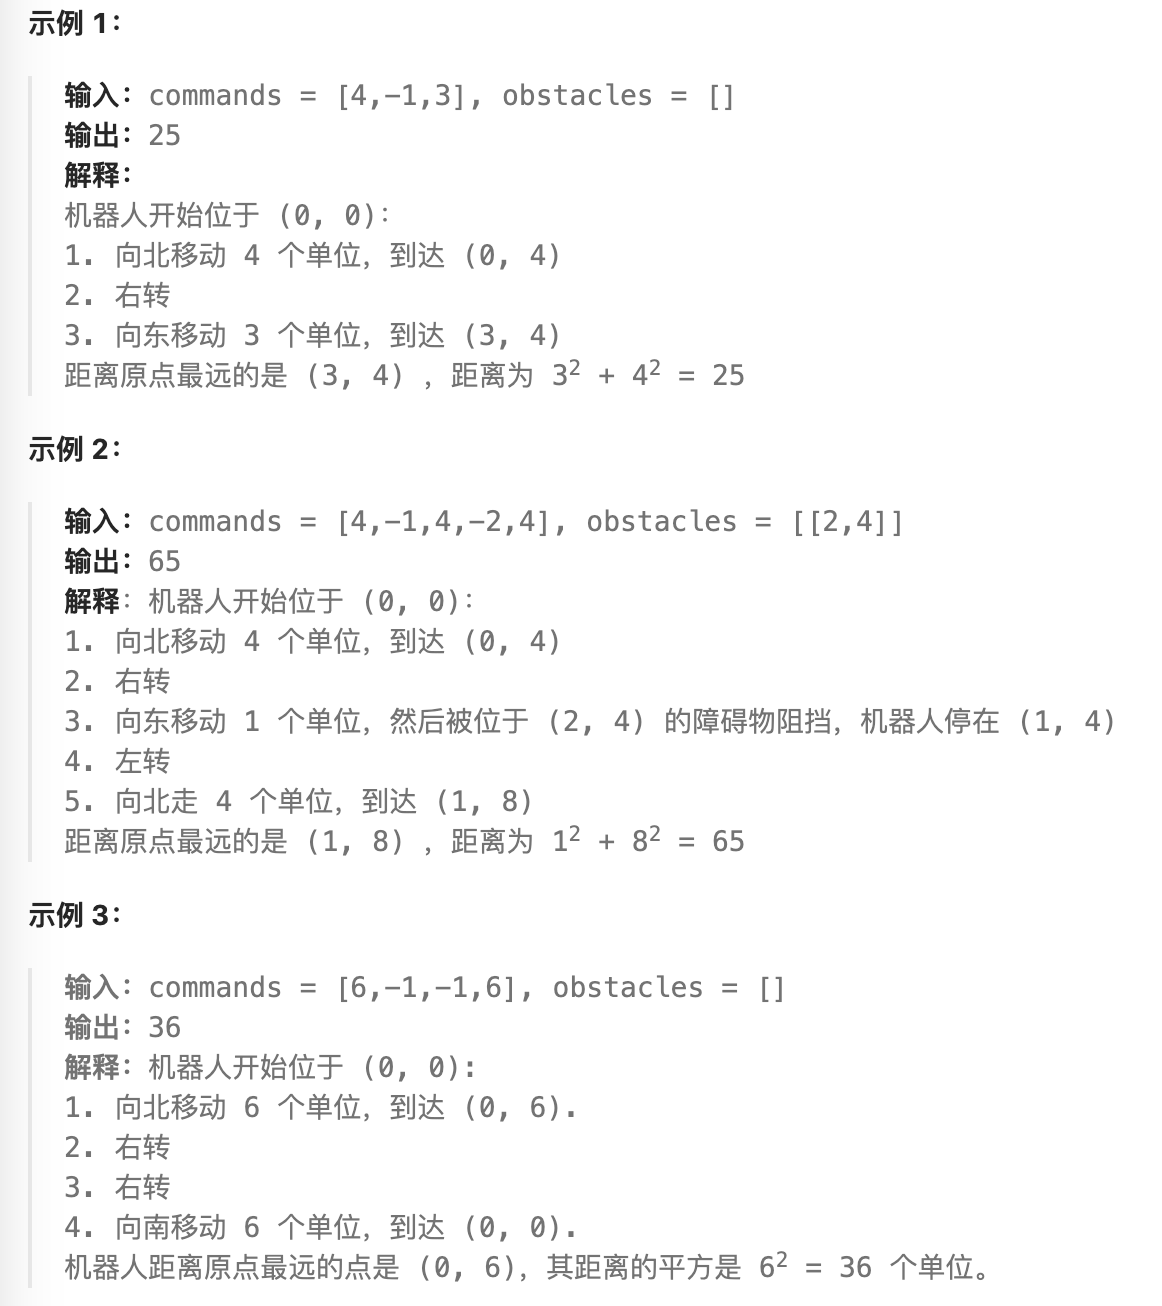 示例 1：
输入：commands = [4,-1,3], obstacles = []
输出：25
解释：
机器人开始位于 (0, 0)：
1. 向北移动 4 个单位，到达 (0, 4)
2. 右转
3. 向东移动 3 个单位，到达 (3, 4)
距离原点最远的是 (3, 4) ，距离为 3² + 4² = 25
示例 2：
输入：commands = [4,-1,4,-2,4], obstacles = [[2,4]]
输出：65
解释：机器人开始位于 (0, 0)：
1. 向北移动 4 个单位，到达 (0, 4)
2. 右转
3. 向东移动 1 个单位，然后被位于 (2, 4) 的障碍物阻挡，机器人停在 (1, 4)
4. 左转
5. 向北走 4 个单位，到达 (1, 8)
距离原点最远的是 (1, 8) ，距离为 1² + 8² = 65
示例 3：
输入：commands = [6,-1,-1,6], obstacles = []
输出：36
解释：机器人开始位于 (0, 0):
1. 向北移动 6 个单位，到达 (0, 6).
2. 右转
3. 右转
4. 向南移动 6 个单位，到达 (0, 0).
机器人距离原点最远的点是 (0, 6)，其距离的平方是 6² = 36 个单位。